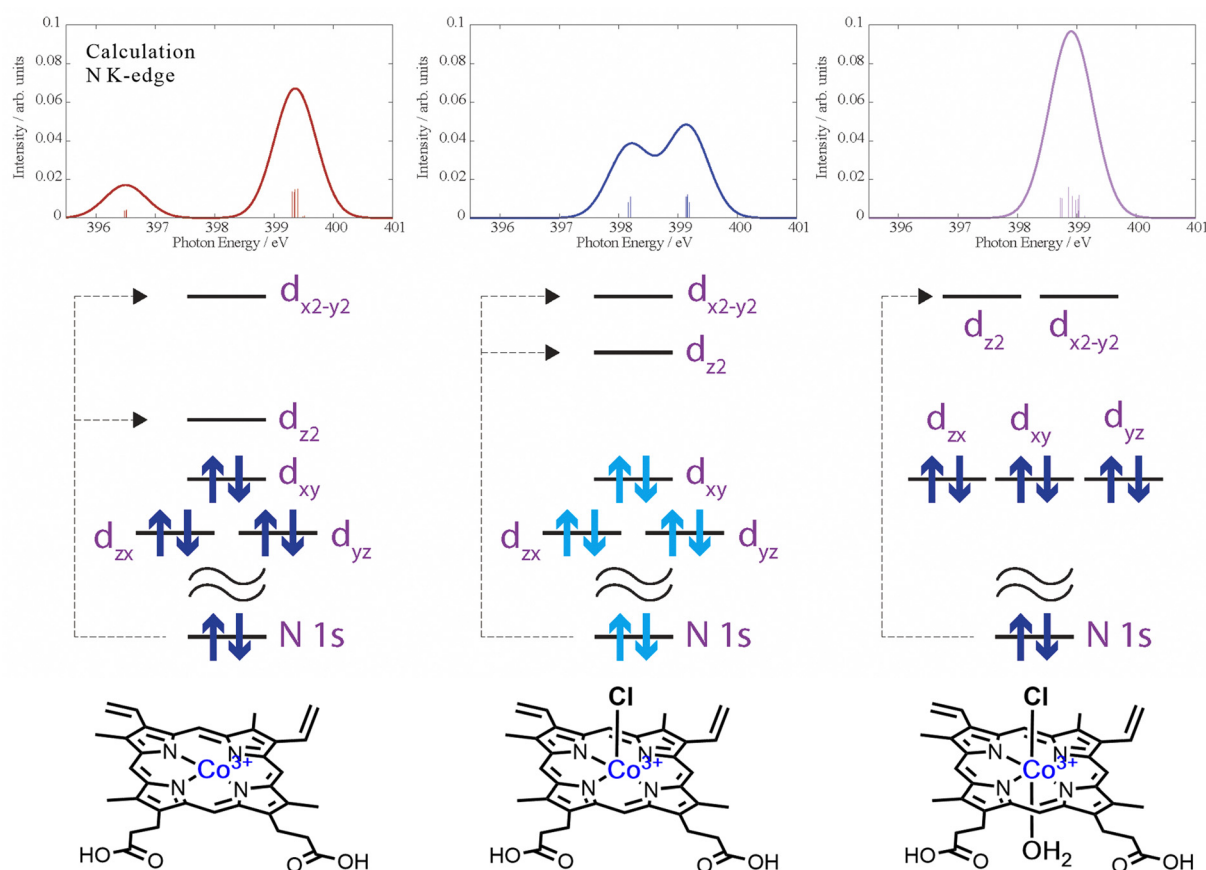 0.1
0.08
0.06
0.04
0.02
0
Intensity / arb. units
Calculation
N K-edge
396 397 398 399 400 401
Photon Energy / eV
0.1
0.08
0.06
0.04
0.02
0
Intensity / arb. units
396 397 398 399 400 401
Photon Energy / eV
0.1
0.08
0.06
0.04
0.02
0
Intensity / arb. units
396 397 398 399 400 401
Photon Energy / eV
dx2-y2
dz2
dxy
dzx dyz
N 1s
dx2-y2
dz2
dxy
dzx dyz
N 1s
dz2 dx2-y2
dzx dxy dyz
N 1s
N N
Co3+
N N
HO O O OH
Cl
N N
Co3+
N N
HO O O OH
Cl
N N
Co3+
N N
OH2
HO O O OH